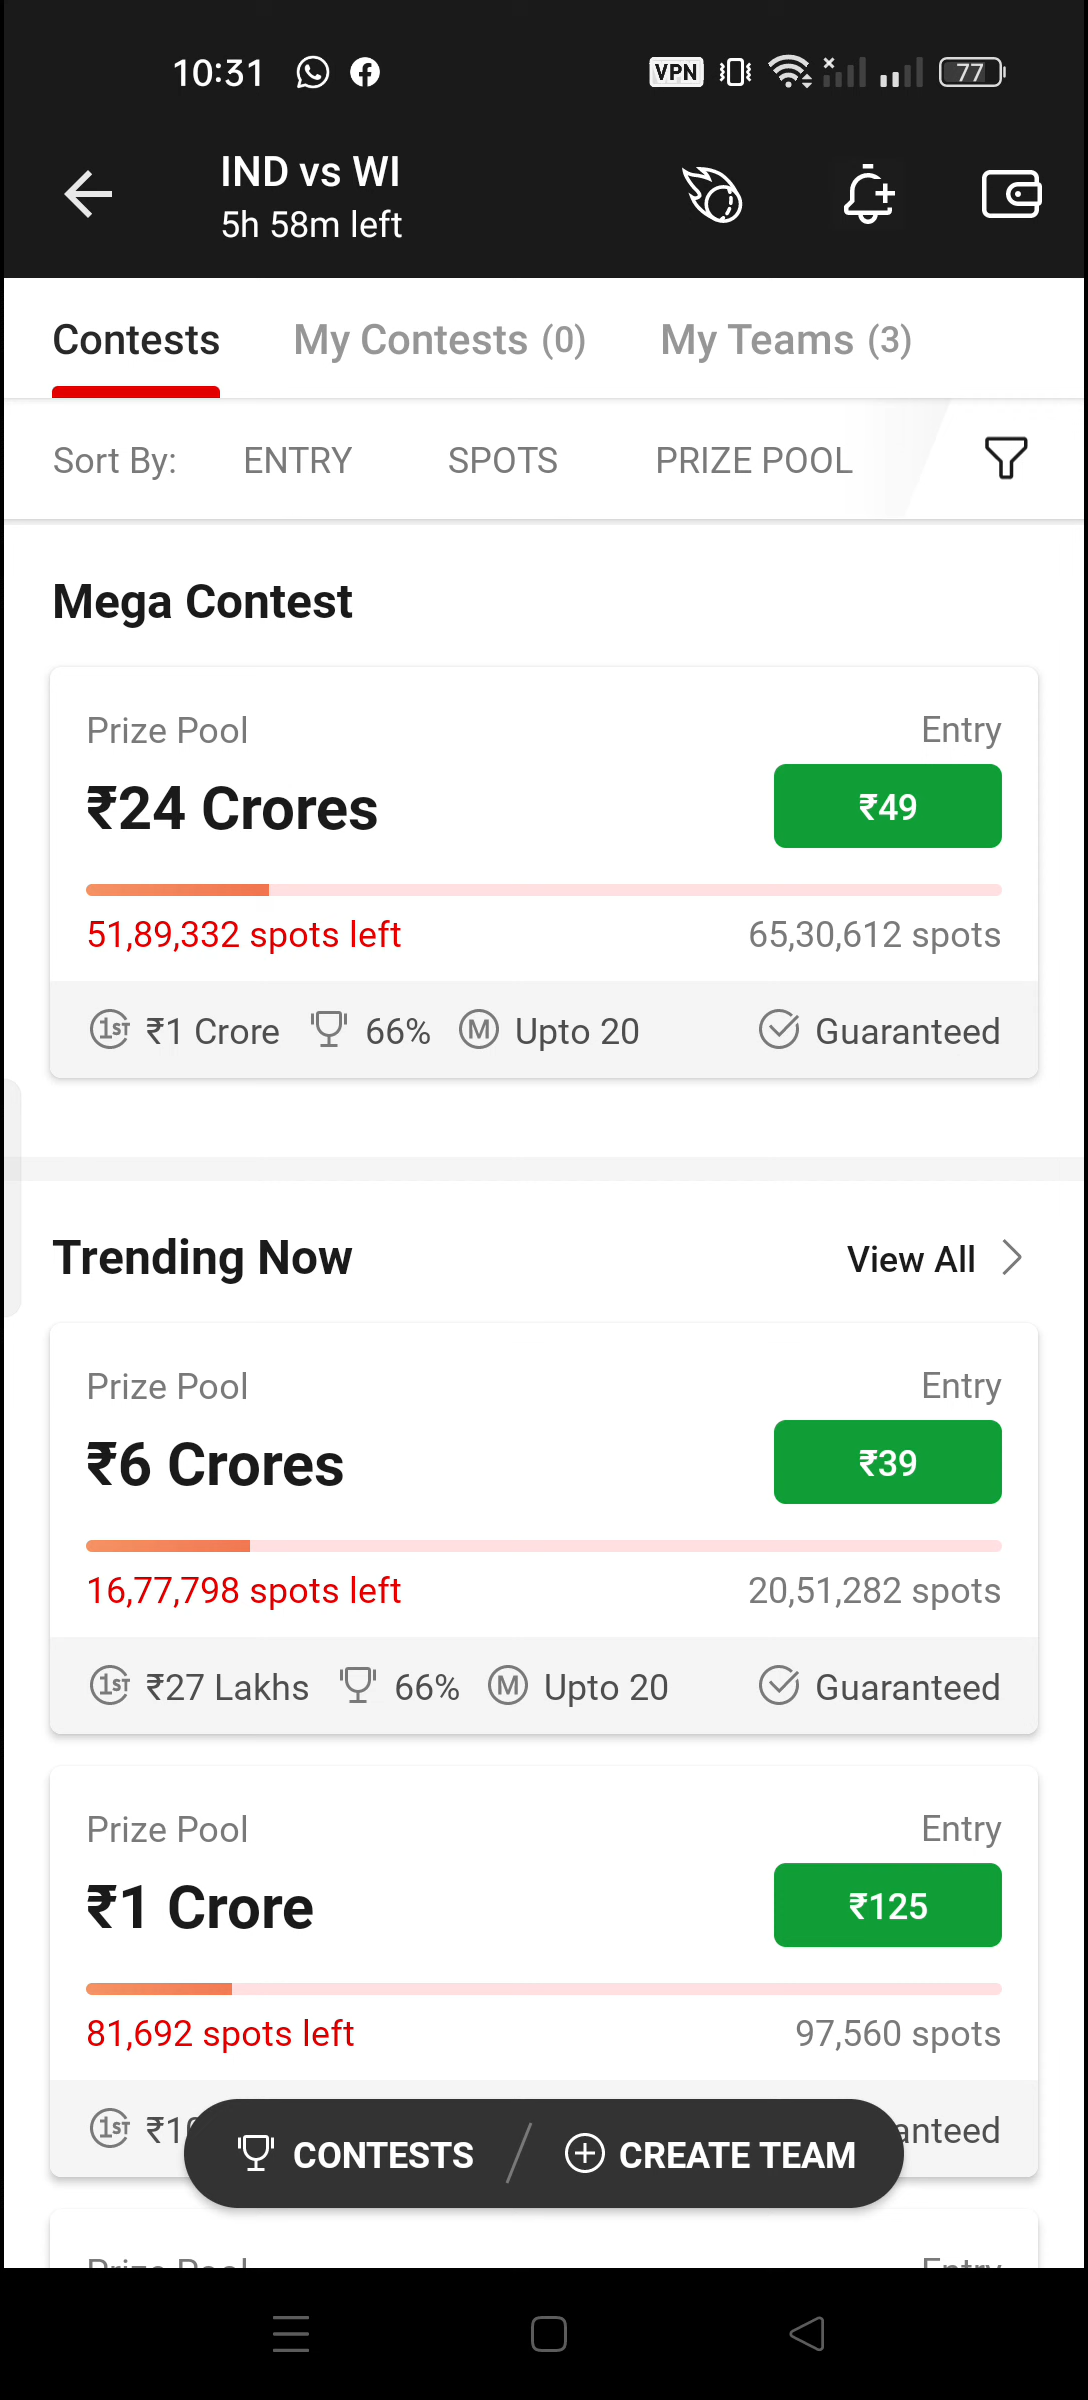 10:31
VPN
77
IND vs WI
5h 58m left
Contests My Contests (0) My Teams (3)
Sort By: ENTRY SPOTS PRIZE POOL
Mega Contest
Prize Pool Entry
₹24 Crores ₹49
51,89,332 spots left 65,30,612 spots
1ST ₹1 Crore 66% M Upto 20 Guaranteed
Trending Now View All
Prize Pool Entry
₹6 Crores ₹39
16,77,798 spots left 20,51,282 spots
1ST ₹27 Lakhs 66% M Upto 20 Guaranteed
Prize Pool Entry
₹1 Crore ₹125
81,692 spots left 97,560 spots
1ST
CONTESTS CREATE TEAM
Prize Pool Entry